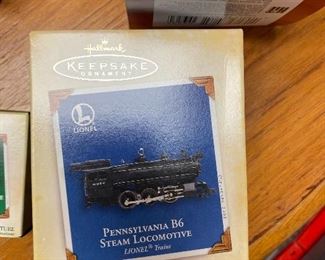 Hallmark
KEEPSAKE
ORNAMENT
L
LIONEL
PENNSYLVANIA B6
STEAM LOCOMOTIVE
LIONEL® Trains